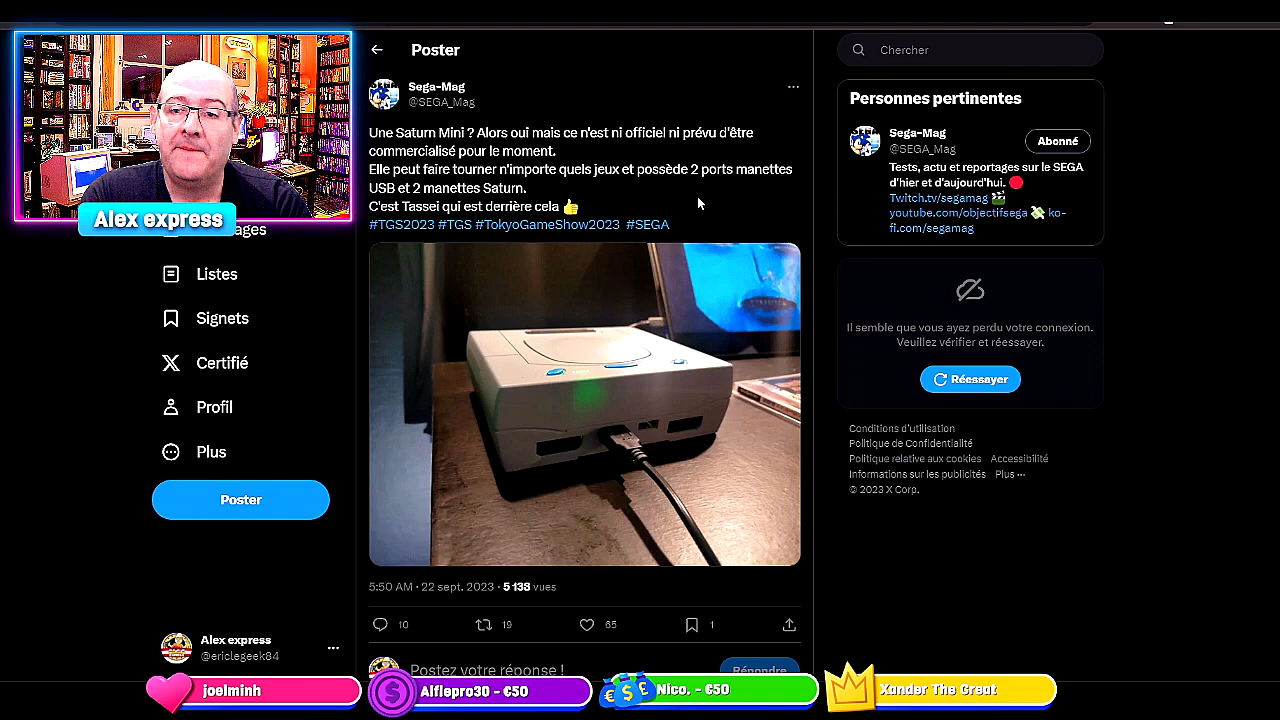 Alex express
ages
Listes
Signets
Certifié
Profil
Plus
Poster
Alex express
@ericlegeek84
Poster
Sega-Mag
@SEGA_Mag
Une Saturn Mini ? Alors oui mais ce n'est ni officiel ni prévu d'être
commercialisé pour le moment.
Elle peut faire tourner n'importe quels jeux et possède 2 ports manettes
USB et 2 manettes Saturn.
C'est Tassei qui est derrière cela 👍
#TGS2023 #TGS #TokyoGameShow2023 #SEGA
5:50 AM · 22 sept. 2023 · 5 138 vues
10
19
65
1
Postez votre réponse !
Répondre
Chercher
Personnes pertinentes
Sega-Mag
@SEGA_Mag
Abonné
Tests, actu et reportages sur le SEGA
d'hier et d'aujourd'hui. 🔴
Twitch.tv/segamag 🎬
youtube.com/objectifsega 💸 ko-
fi.com/segamag
Il semble que vous ayez perdu votre connexion.
Veuillez vérifier et réessayer.
Réessayer
Conditions d'utilisation
Politique de Confidentialité
Politique relative aux cookies Accessibilité
Informations sur les publicités Plus ···
© 2023 X Corp.
joelminh
Alfiepro30 - €50
Nico. - €50
Xander The Great